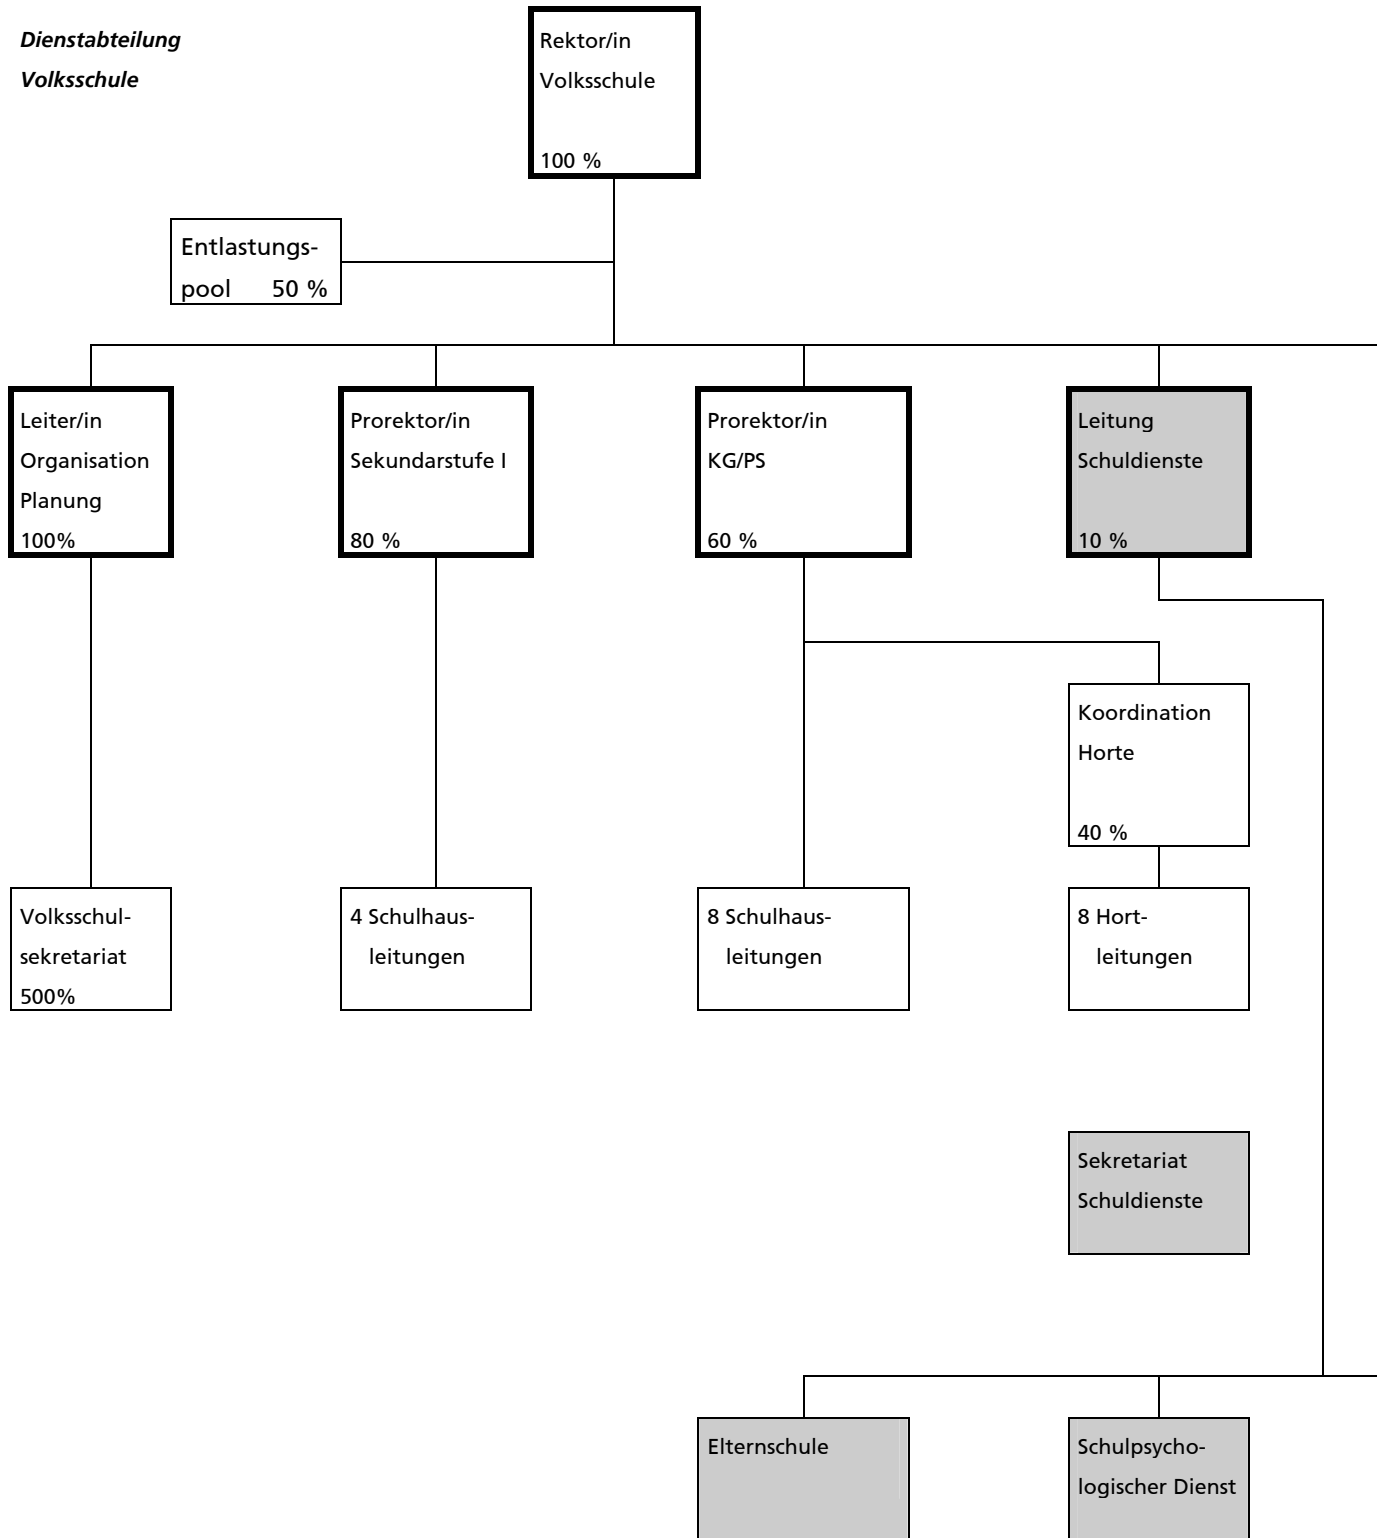 Dienstabteilung
Volksschule
Rektor/in
Volksschule
100 %
Entlastungs-
pool 50 %
Leiter/in
Organisation
Planung
100%
Prorektor/in
Sekundarstufe I
80 %
Prorektor/in
KG/PS
60 %
Leitung
Schuldienste
10 %
Koordination
Horte
40 %
Volksschul-
sekretariat
500%
4 Schulhaus-
leitungen
8 Schulhaus-
leitungen
8 Hort-
leitungen
Sekretariat
Schuldienste
Elternschule
Schulpsycho-
logischer Dienst